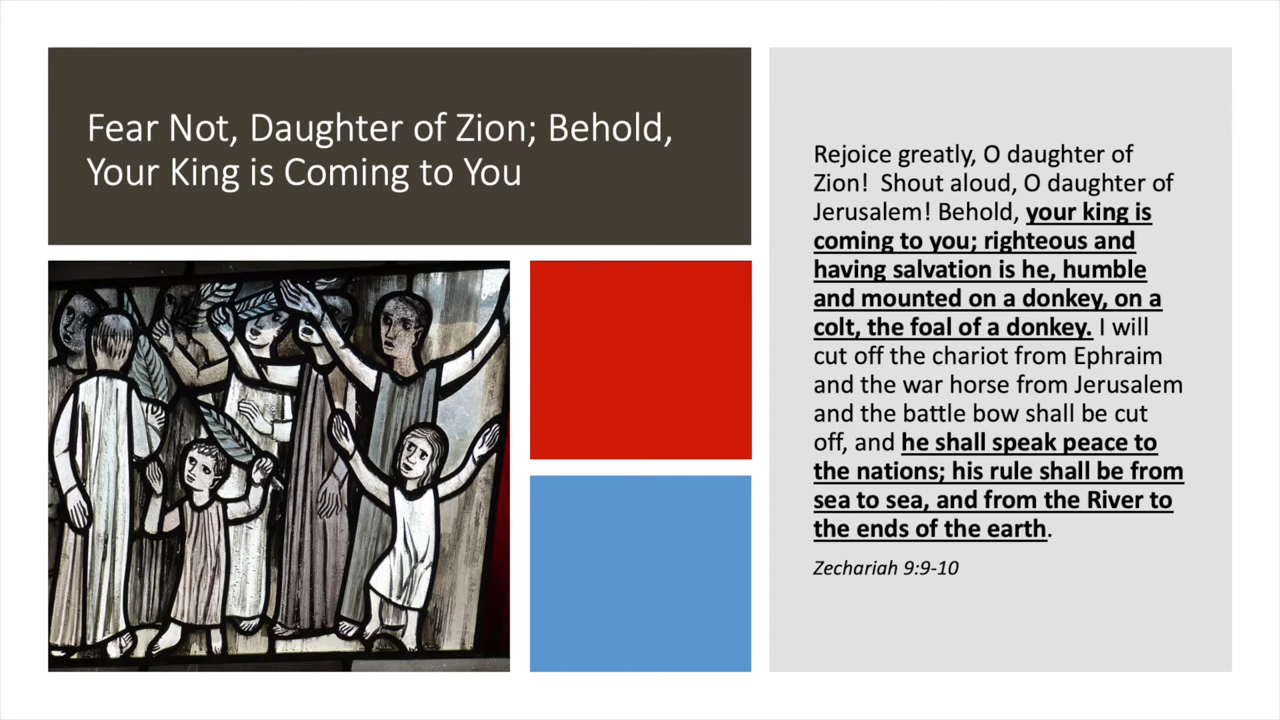 Fear Not, Daughter of Zion; Behold,
Your King is Coming to You
Rejoice greatly, O daughter of
Zion!  Shout aloud, O daughter of
Jerusalem! Behold, your king is
coming to you; righteous and
having salvation is he, humble
and mounted on a donkey, on a
colt, the foal of a donkey. I will
cut off the chariot from Ephraim
and the war horse from Jerusalem
and the battle bow shall be cut
off, and he shall speak peace to
the nations; his rule shall be from
sea to sea, and from the River to
the ends of the earth.
Zechariah 9:9-10